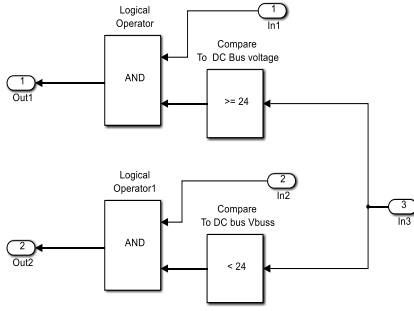 Logical
Operator
1
In1
Compare
To  DC Bus voltage
AND
1
Out1
>= 24
Logical
Operator1
2
In2
Compare
To DC bus Vbuss
3
In3
AND
2
Out2
< 24